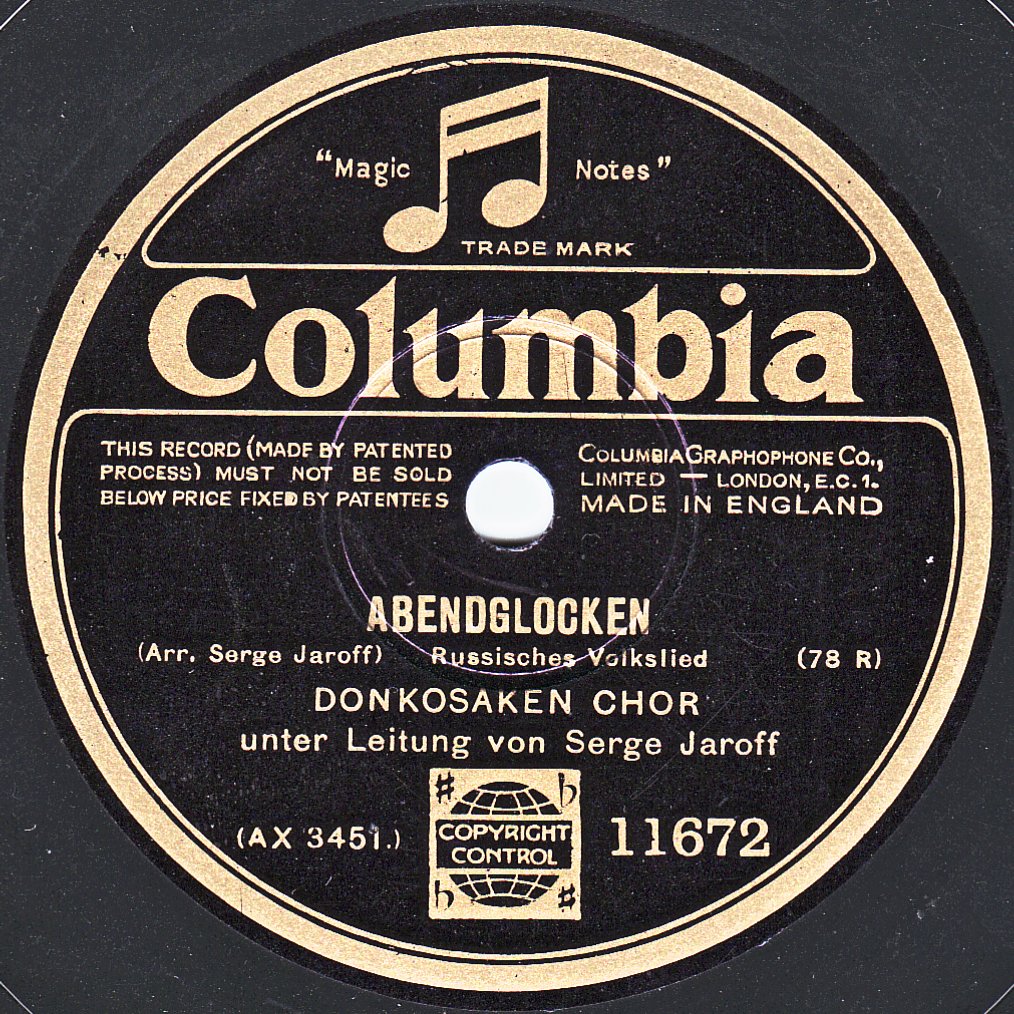 "Magic Notes"
TRADE MARK
Columbia
THIS RECORD (MADE BY PATENTED
PROCESS) MUST NOT BE SOLD
BELOW PRICE FIXED BY PATENTEES
COLUMBIA GRAPHOPHONE CO.,
LIMITED — LONDON, E.C.1.
MADE IN ENGLAND
ABENDGLOCKEN
(Arr. Serge Jaroff) Russisches Volkslied (78 R)
DONKOSAKEN CHOR
unter Leitung von Serge Jaroff
(AX 3451.)
COPYRIGHT
CONTROL
11672